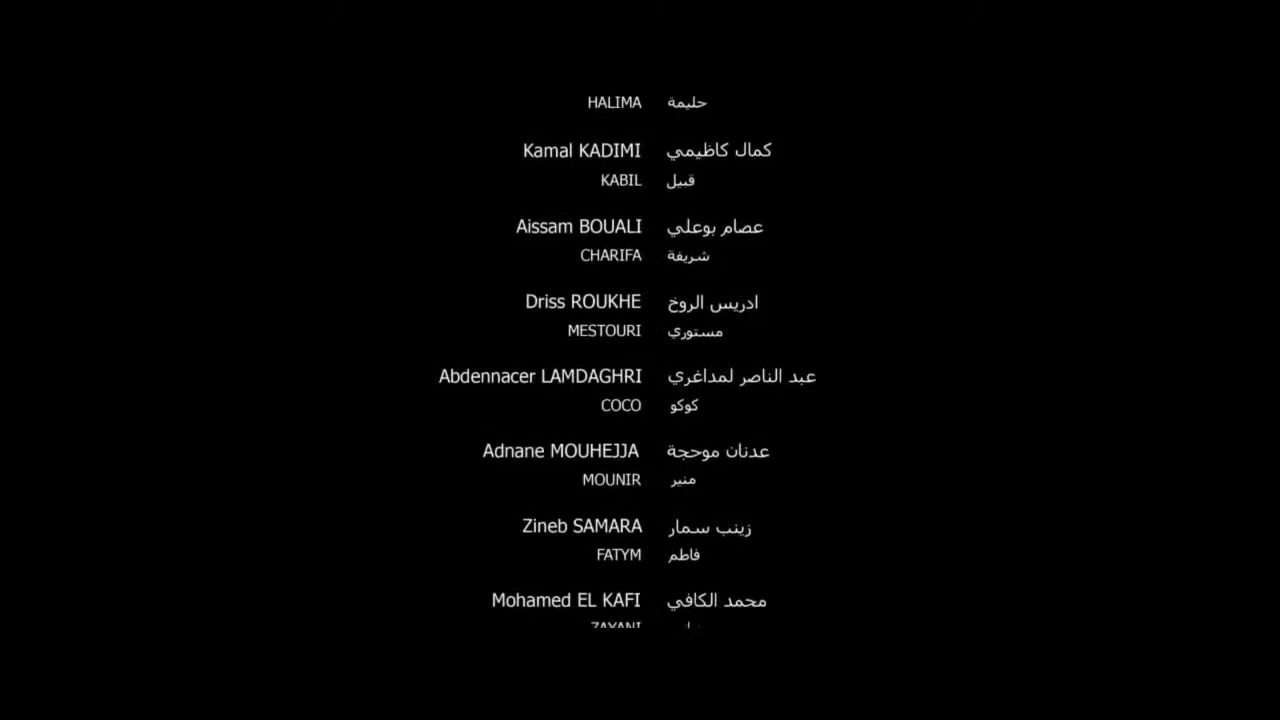 HALIMA حليمة
Kamal KADIMI كمال كاظيمي
KABIL قبيل
Aissam BOUALI عصام بوعلي
CHARIFA شريفة
Driss ROUKHE ادريس الروخ
MESTOURI مستوري
Abdennacer LAMDAGHRI عبد الناصر لمداغري
COCO كوكو
Adnane MOUHEJJA عدنان موحجة
MOUNIR منير
Zineb SAMARA زينب سمار
FATYM فاطم
Mohamed EL KAFI محمد الكافي
ZAYANI